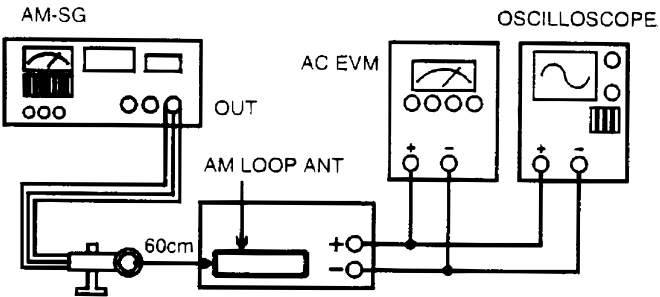 AM-SG
OSCILLOSCOPE
AC EVM
OUT
+ −
+ −
AM LOOP ANT
60cm
+
−